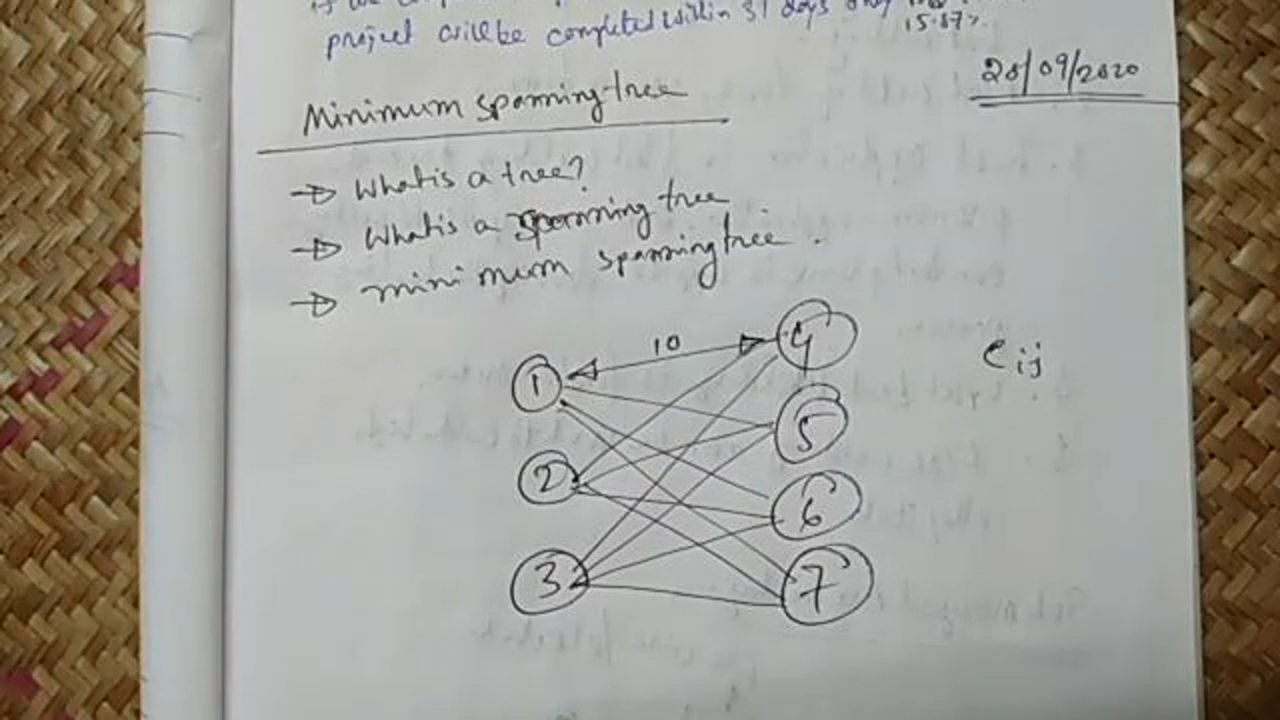 project will be completed within 31 days only
15.87%
28/09/2020
Minimum spanning tree
→ What is a tree?
→ What is a spanning tree
→ minimum spanning tree.
10
1
4
5
2
6
3
7
eij